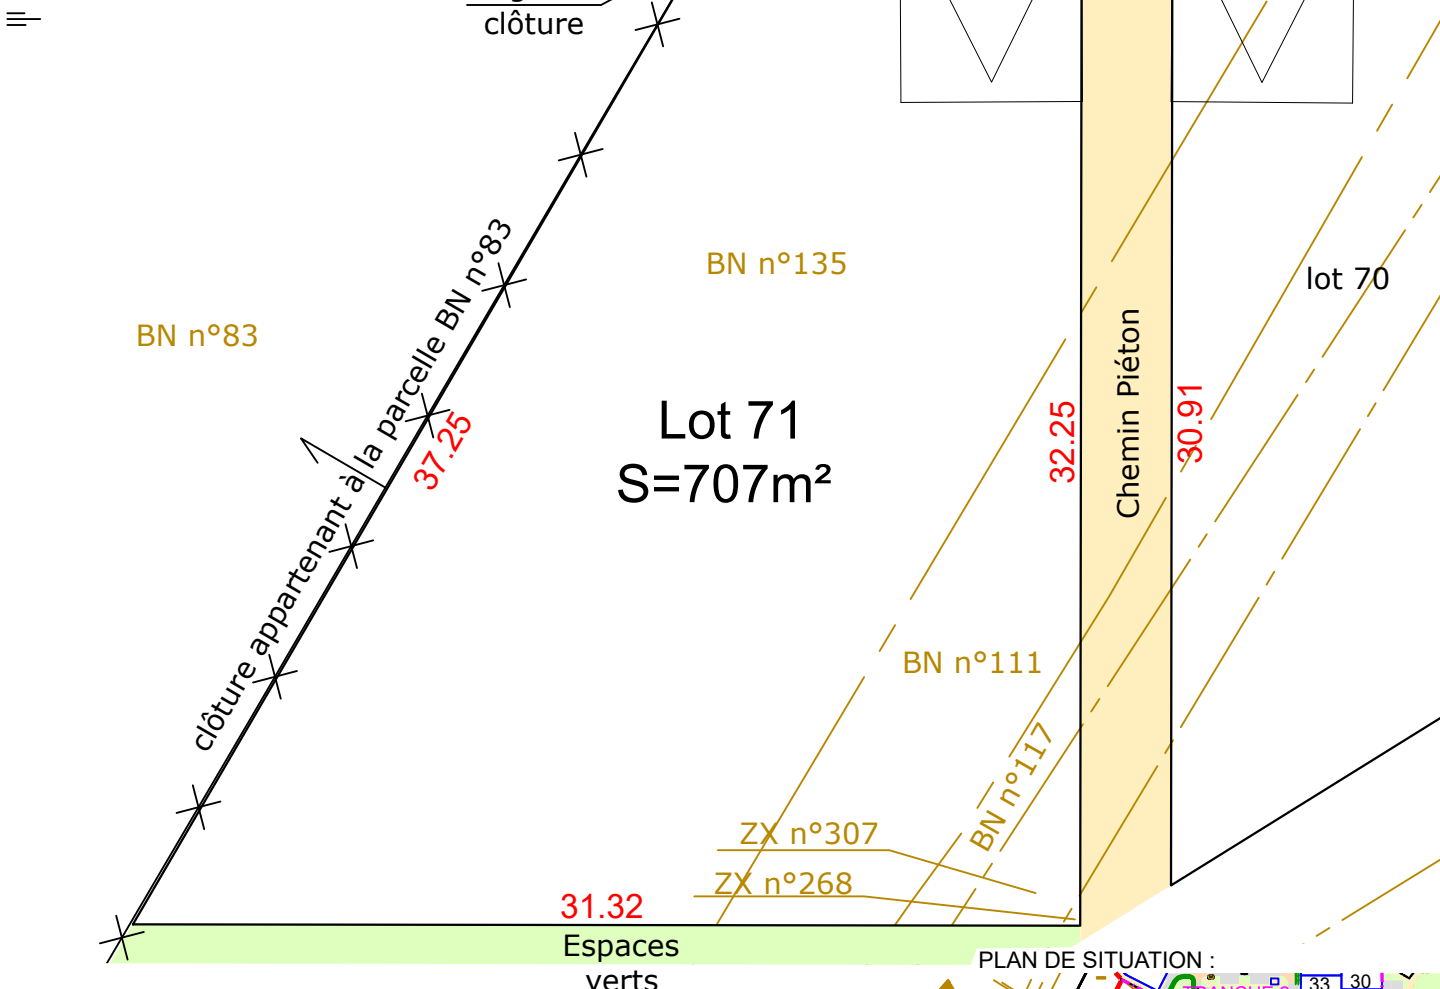 clôture
clôture appartenant à la parcelle BN n°83
BN n°83
BN n°135
37.25
Lot 71
S=707m²
32.25
Chemin Piéton
30.91
lot 70
BN n°111
BN n°117
ZX n°307
ZX n°268
31.32
Espaces
verts
PLAN DE SITUATION :
33
30